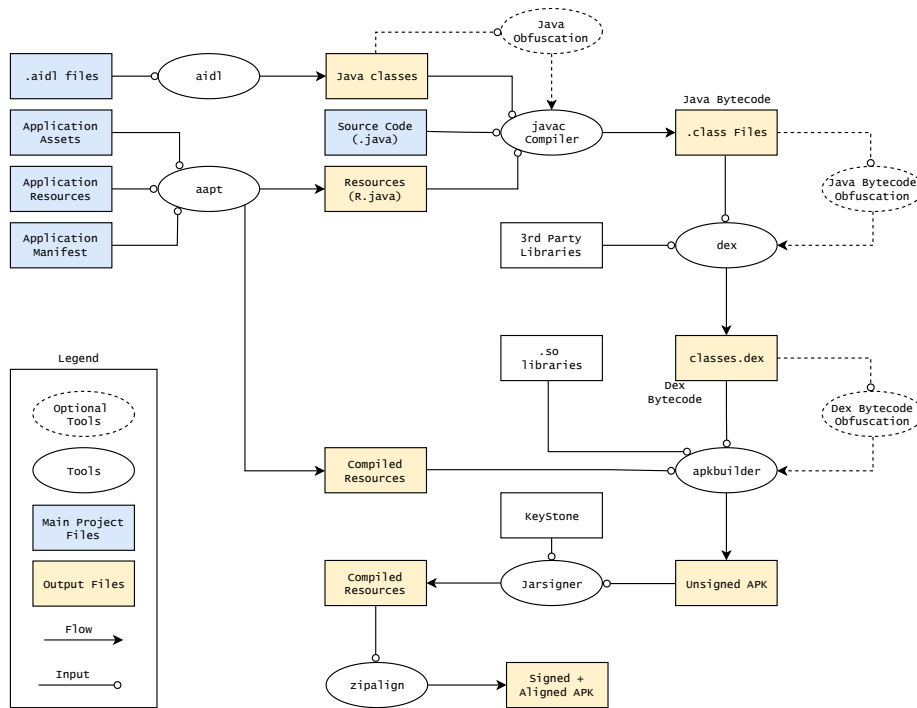 Java
Obfuscation
.aidl files
aidl
Java classes
Application
Assets
Source Code
(.java)
javac
Compiler
Java Bytecode
.class Files
Application
Resources
aapt
Resources
(R.java)
Java Bytecode
Obfuscation
Application
Manifest
3rd Party
Libraries
dex
.so
libraries
classes.dex
Dex
Bytecode
Dex Bytecode
Obfuscation
Compiled
Resources
apkbuilder
KeyStone
Compiled
Resources
Jarsigner
Unsigned APK
zipalign
Signed +
Aligned APK
Legend
Optional
Tools
Tools
Main Project
Files
Output Files
Flow
Input